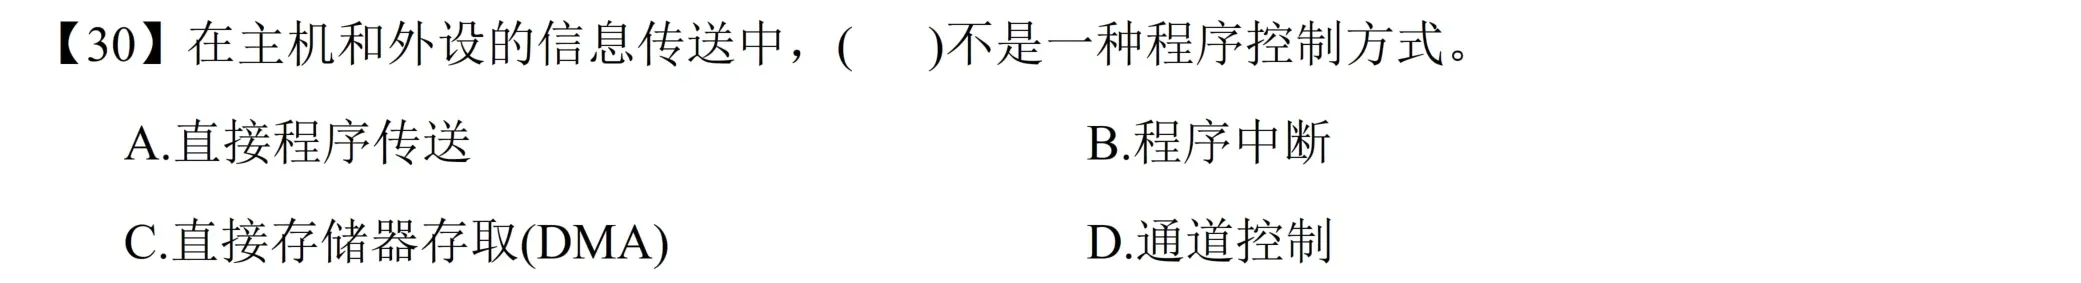 【30】在主机和外设的信息传送中，(  )不是一种程序控制方式。
A.直接程序传送 B.程序中断
C.直接存储器存取(DMA) D.通道控制